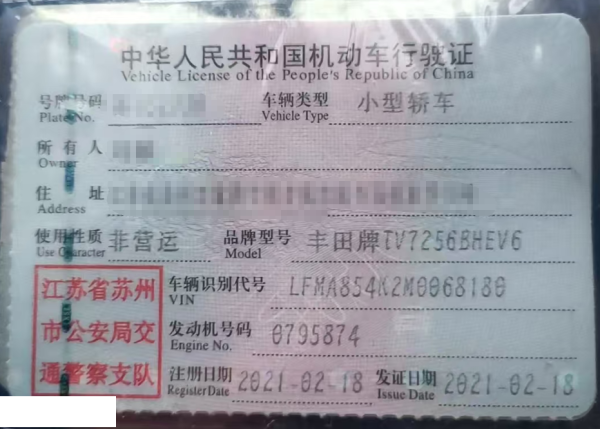 中华人民共和国机动车行驶证
Vehicle License of the People's Republic of China
号牌号码 车辆类型 小型轿车
Plate No. Vehicle Type
所有人
Owner
住址
Address
使用性质 非营运 品牌型号 丰田牌TV7256BHEV6
Use Character Model
江苏省苏州 车辆识别代号 LFMA854K2M0068180
VIN
市公安局交 发动机号码 0795874
Engine No.
通警察支队 注册日期 2021-02-18 发证日期 2021-02-18
Register Date Issue Date